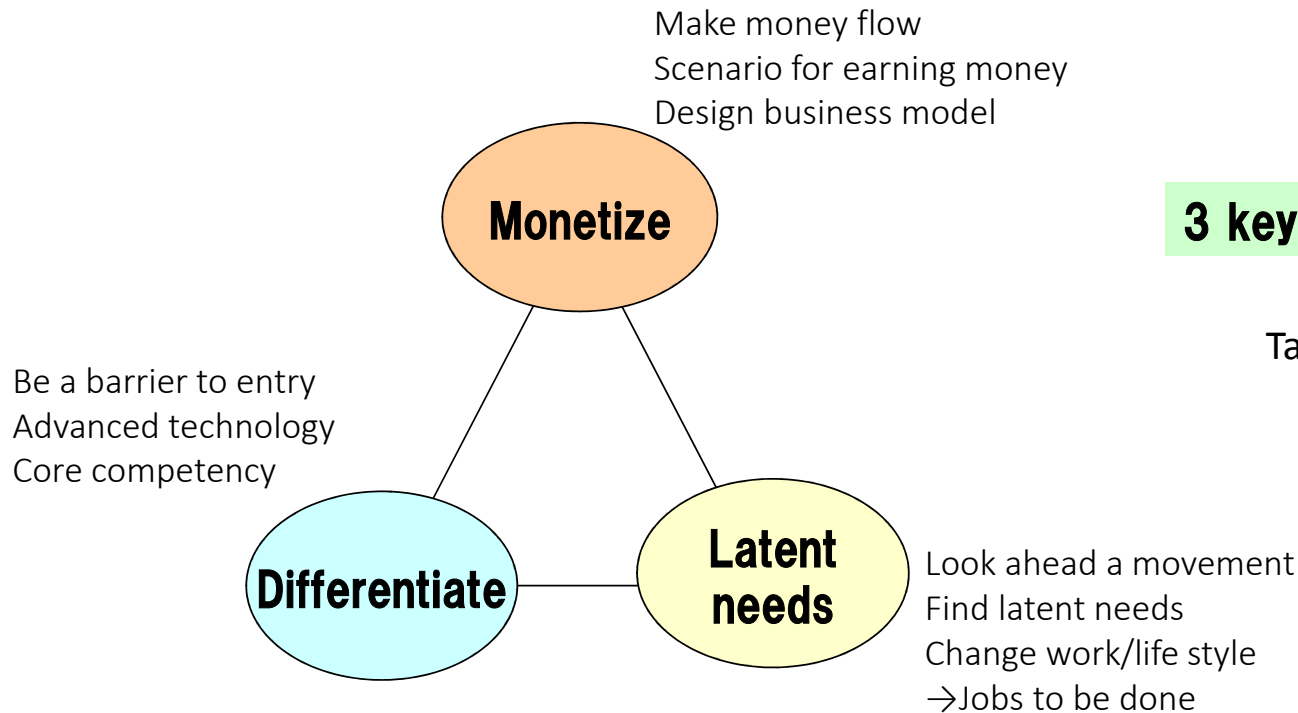 Make money flow
Scenario for earning money
Design business model
Monetize
3 key
Ta
Be a barrier to entry
Advanced technology
Core competency
Differentiate
Latent
needs
Look ahead a movement
Find latent needs
Change work/life style
→Jobs to be done